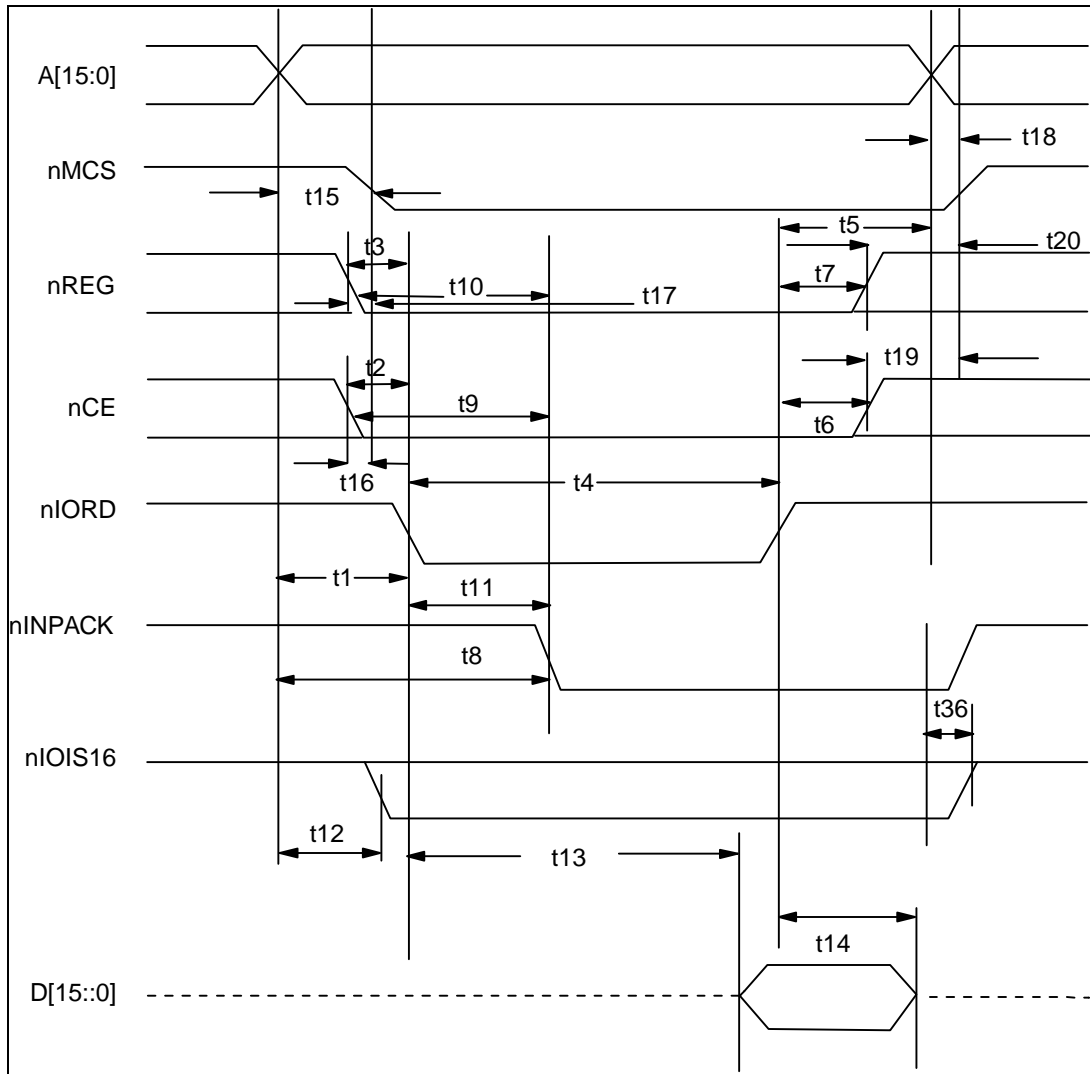 A[15:0]
t18
nMCS
t15
t5
t3
t20
nREG
t10
t7
t17
t2
t19
nCE
t9
t6
t16
t4
nIORD
t1
t11
nINPACK
t8
t36
nIOIS16
t12
t13
t14
D[15::0]